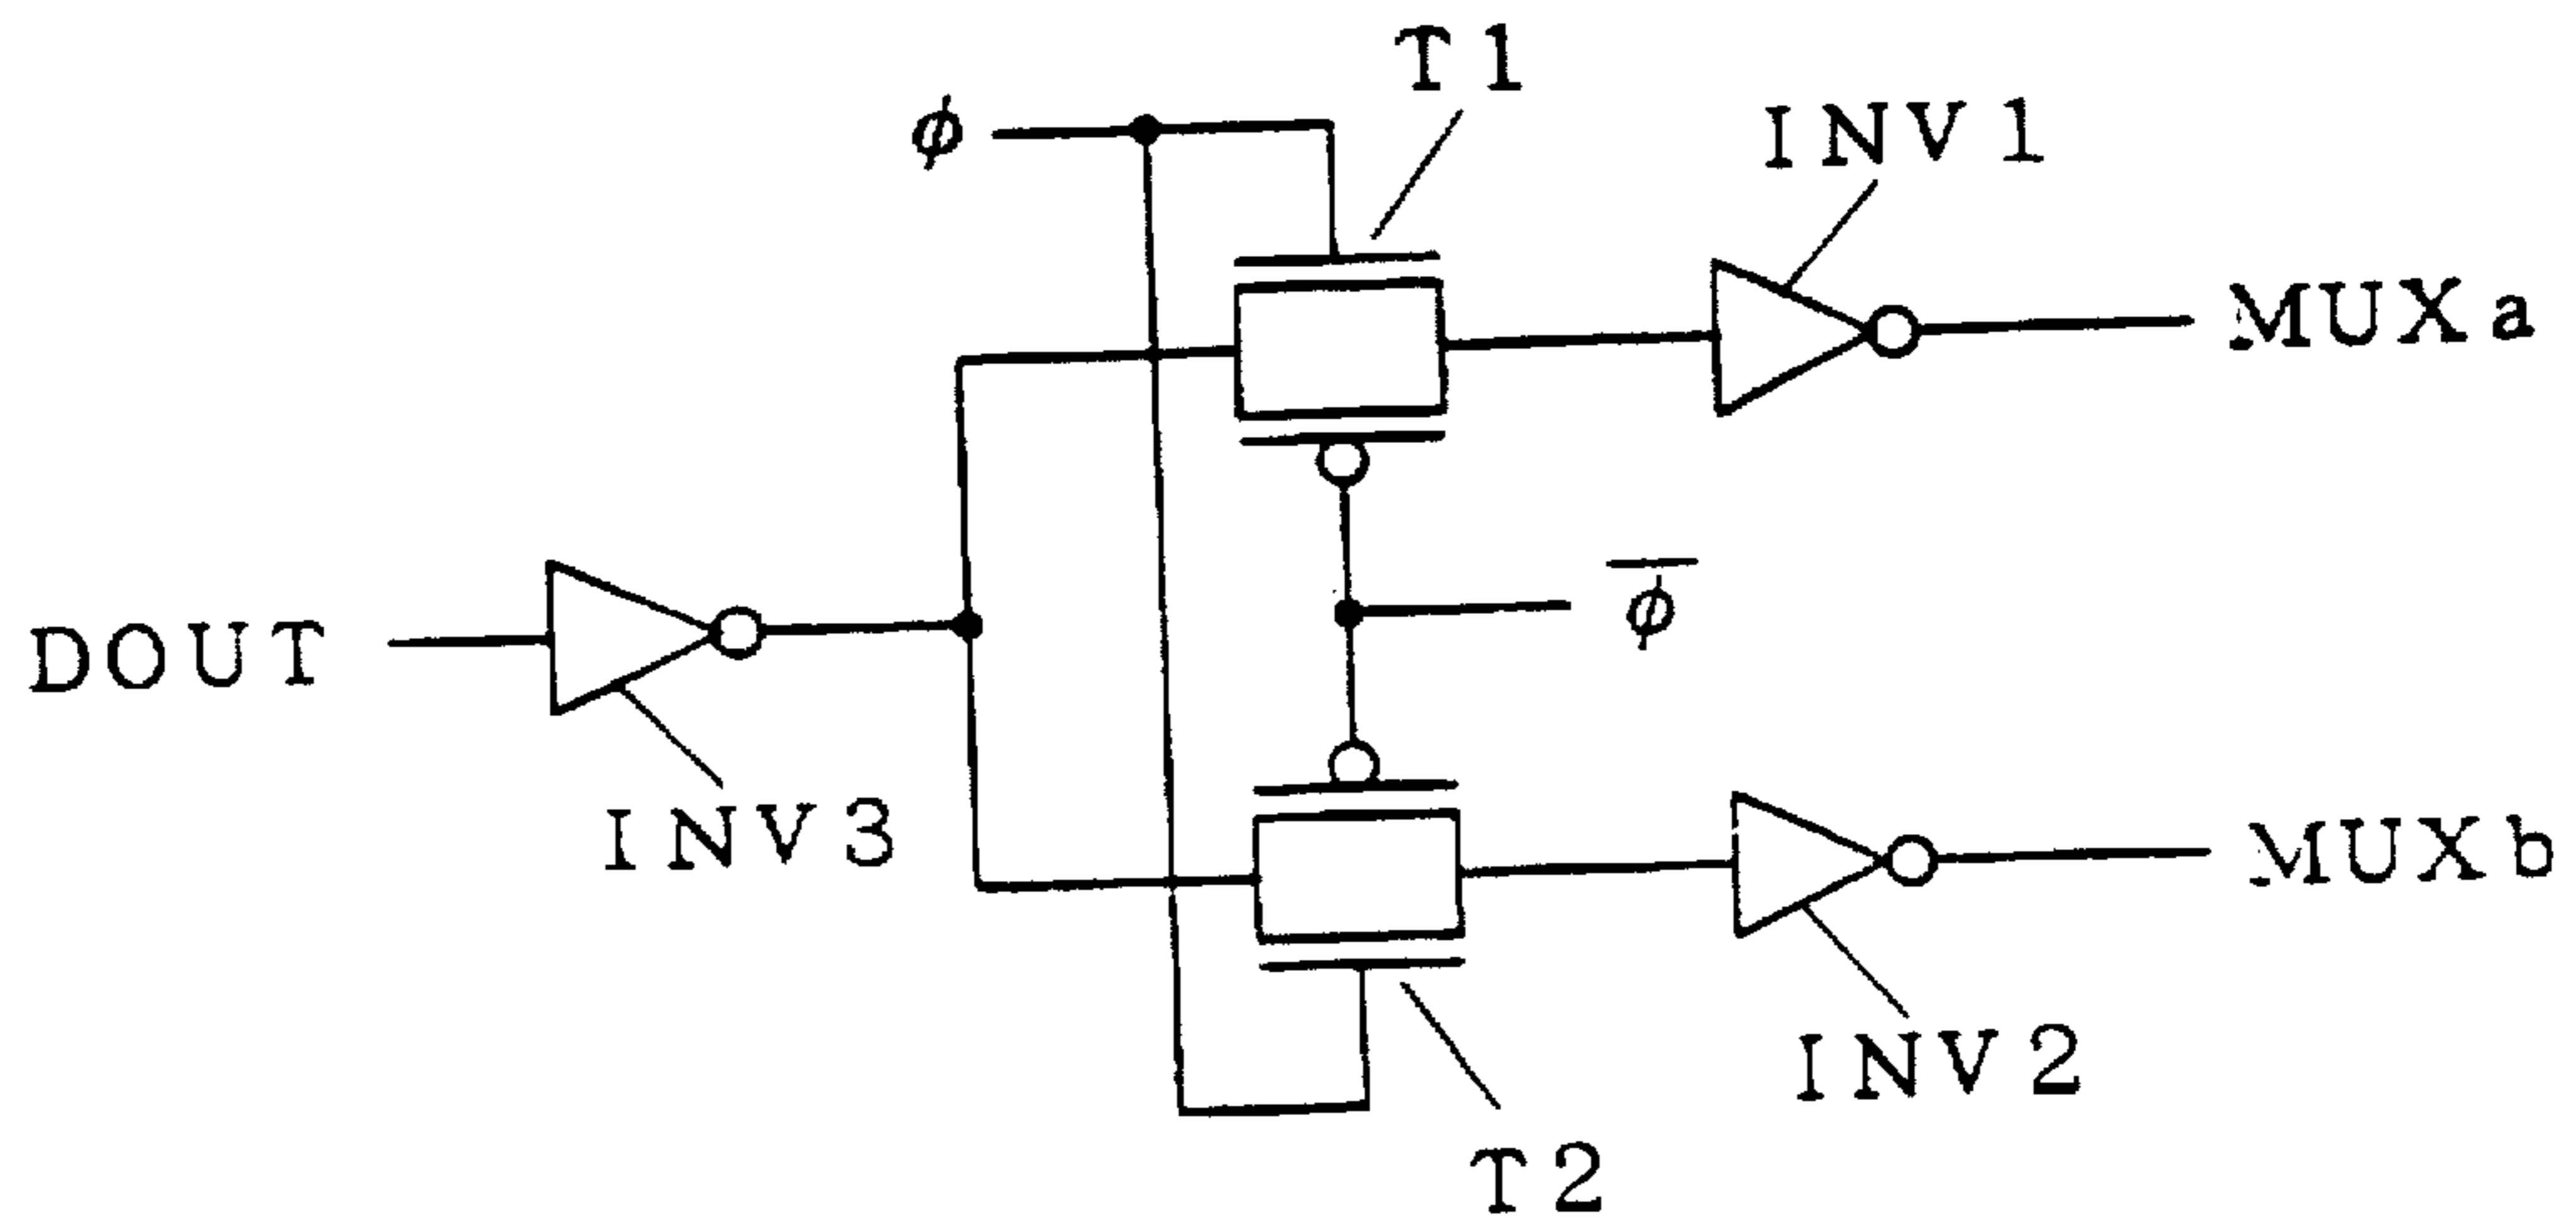 T1
ϕ
INV1
MUXa
ϕ̅
DOUT
INV3
MUXb
INV2
T2